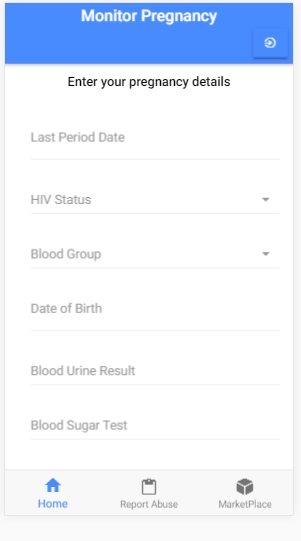 Monitor Pregnancy
Enter your pregnancy details
Last Period Date
HIV Status
Blood Group
Date of Birth
Blood Urine Result
Blood Sugar Test
Home Report Abuse MarketPlace